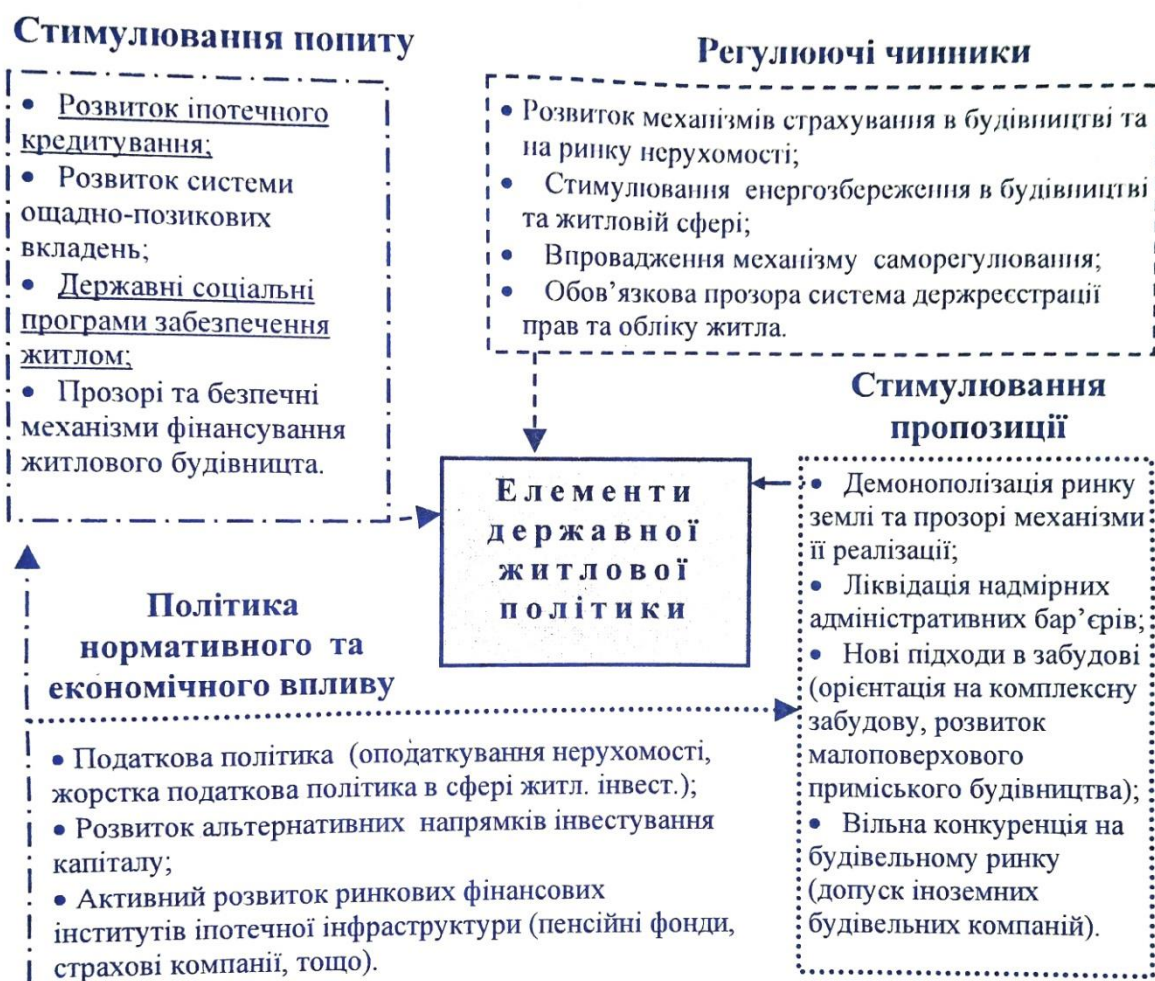 Стимулювання попиту
• Розвиток іпотечного
кредитування;
• Розвиток системи
ощадно-позикових
вкладень;
• Державні соціальні
програми забезпечення
житлом;
• Прозорі та безпечні
механізми фінансування
житлового будівницта.
Регулюючі чинники
• Розвиток механізмів страхування в будівництві та
на ринку нерухомості;
• Стимулювання енергозбереження в будівництві
та житловій сфері;
• Впровадження механізму саморегулювання;
• Обов’язкова прозора система держреєстрації
прав та обліку житла.
Елементи
державної
житлової
політики
Стимулювання
пропозиції
• Демонополізація ринку
землі та прозорі механізми
її реалізації;
• Ліквідація надмірних
адміністративних бар’єрів;
• Нові підходи в забудові
(орієнтація на комплексну
забудову, розвиток
малоповерхового
приміського будівництва);
• Вільна конкуренція на
будівельному ринку
(допуск іноземних
будівельних компаній).
Політика
нормативного та
економічного впливу
• Податкова політика (оподаткування нерухомості,
жорстка податкова політика в сфері житл. інвест.);
• Розвиток альтернативних напрямків інвестування
капіталу;
• Активний розвиток ринкових фінансових
інститутів іпотечної інфраструктури (пенсійні фонди,
страхові компанії, тощо).